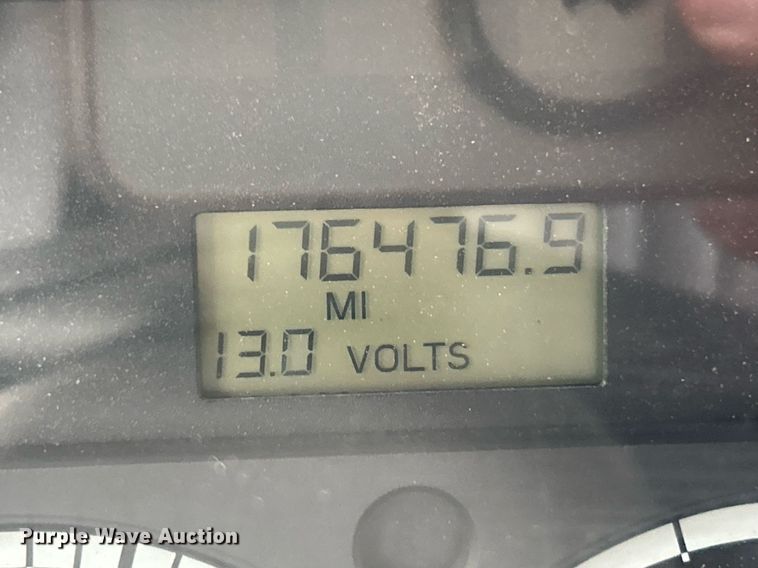 176476.9
MI
13.0 VOLTS
Purple Wave Auction